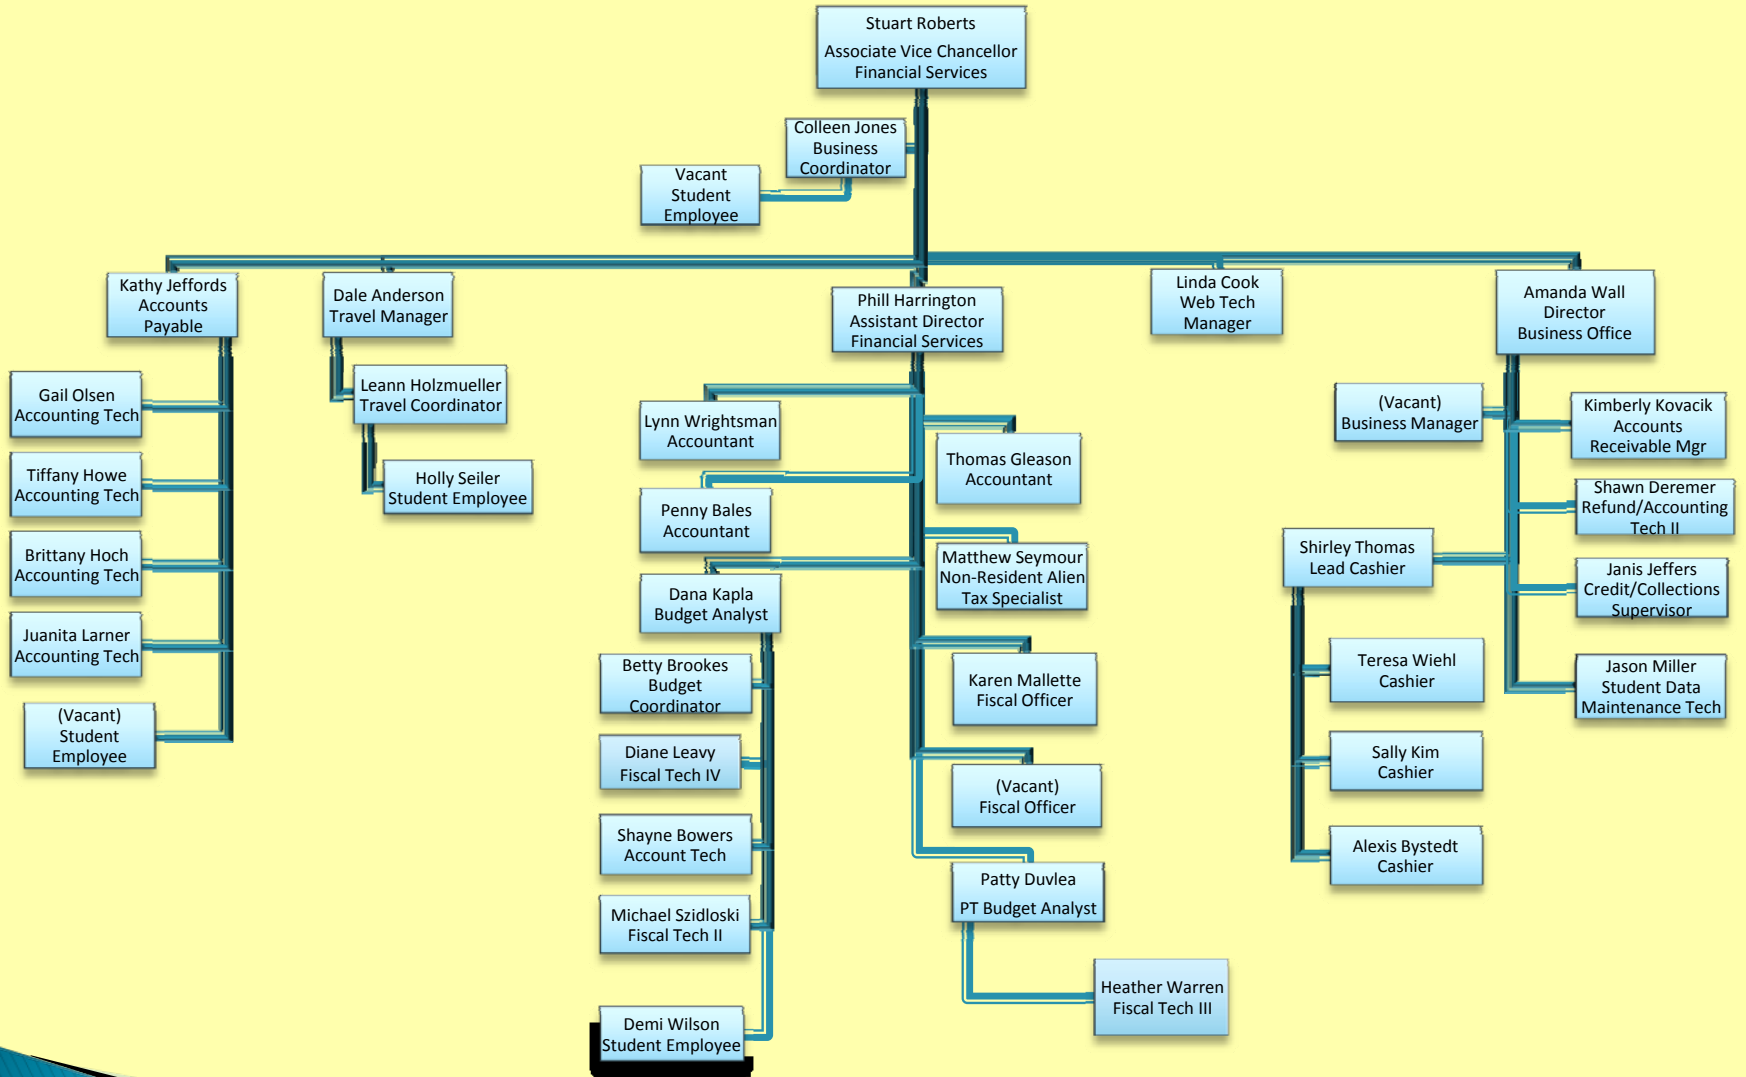 Stuart Roberts
Associate Vice Chancellor
Financial Services
Colleen Jones
Business
Coordinator
Vacant
Student
Employee
Kathy Jeffords
Accounts
Payable
Dale Anderson
Travel Manager
Phill Harrington
Assistant Director
Financial Services
Linda Cook
Web Tech
Manager
Amanda Wall
Director
Business Office
Gail Olsen
Accounting Tech
Tiffany Howe
Accounting Tech
Brittany Hoch
Accounting Tech
Juanita Larner
Accounting Tech
(Vacant)
Student
Employee
Leann Holzmueller
Travel Coordinator
Holly Seiler
Student Employee
Lynn Wrightsman
Accountant
Penny Bales
Accountant
Dana Kapla
Budget Analyst
Betty Brookes
Budget
Coordinator
Diane Leavy
Fiscal Tech IV
Shayne Bowers
Account Tech
Michael Szidloski
Fiscal Tech II
Demi Wilson
Student Employee
Thomas Gleason
Accountant
Matthew Seymour
Non-Resident Alien
Tax Specialist
Karen Mallette
Fiscal Officer
(Vacant)
Fiscal Officer
Patty Duvlea
PT Budget Analyst
Heather Warren
Fiscal Tech III
(Vacant)
Business Manager
Shirley Thomas
Lead Cashier
Teresa Wiehl
Cashier
Sally Kim
Cashier
Alexis Bystedt
Cashier
Kimberly Kovacik
Accounts
Receivable Mgr
Shawn Deremer
Refund/Accounting
Tech II
Janis Jeffers
Credit/Collections
Supervisor
Jason Miller
Student Data
Maintenance Tech